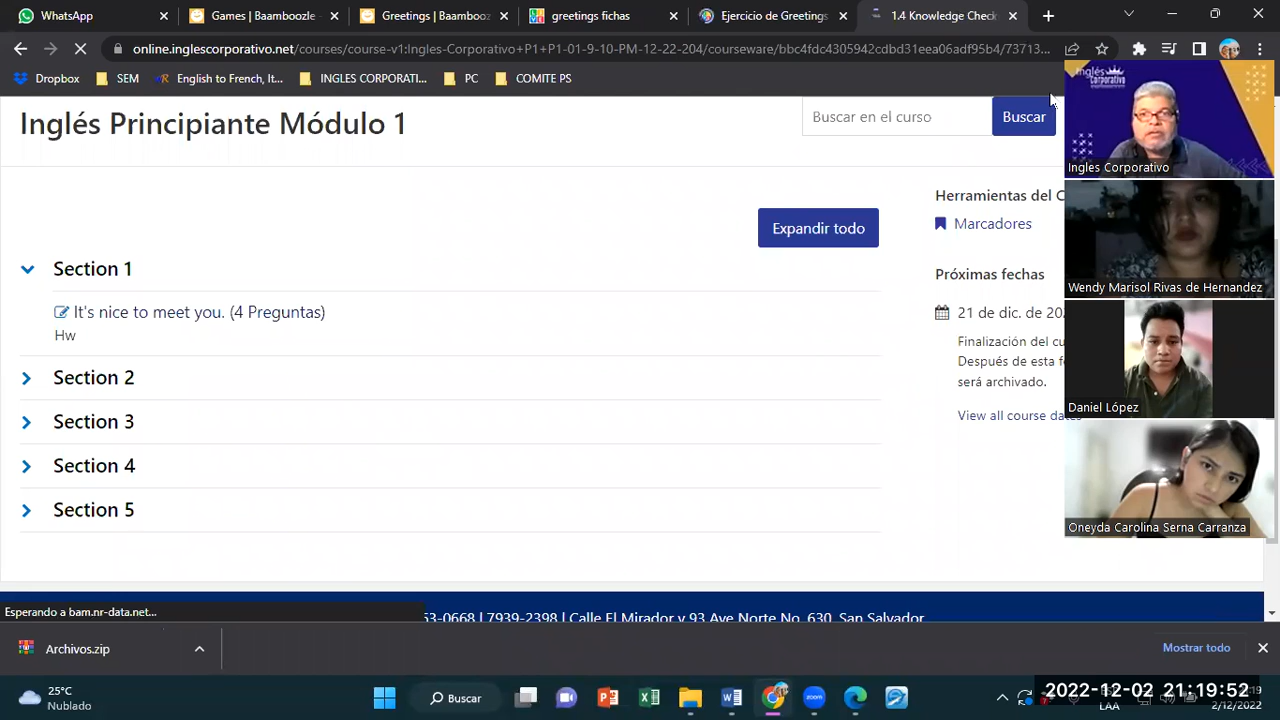 WhatsApp
Games | Baamboozle
Greetings | Baambooz
greetings fichas
Ejercicio de Greetings
1.4 Knowledge Check
online.inglescorporativo.net/courses/course-v1:Ingles-Corporativo+P1+P1-01-9-10-PM-12-22-204/courseware/bbc4fdc4305942cdbd31eea06adf95b4/73713...
Dropbox
SEM
English to French, It...
INGLES CORPORATI...
PC
COMITE PS
Inglés Principiante Módulo 1
Buscar en el curso
Buscar
Inglés Corporativo
Ingles Corporativo
Herramientas del C
Expandir todo
Marcadores
Section 1
Próximas fechas
It's nice to meet you. (4 Preguntas)
Hw
21 de dic. de 20
Finalización del cu
Después de esta f
será archivado.
Wendy Marisol Rivas de Hernandez
Section 2
Daniel López
Section 3
View all course dates
Section 4
Section 5
Oneyda Carolina Serna Carranza
Esperando a bam.nr-data.net...
53-0668 | 7939-2398 | Calle El Mirador y 93 Ave Norte No. 630, San Salvador
Archivos.zip
Mostrar todo
25°C
Nublado
Buscar
2022-12-02 21:19:52
LAA
2/12/2022